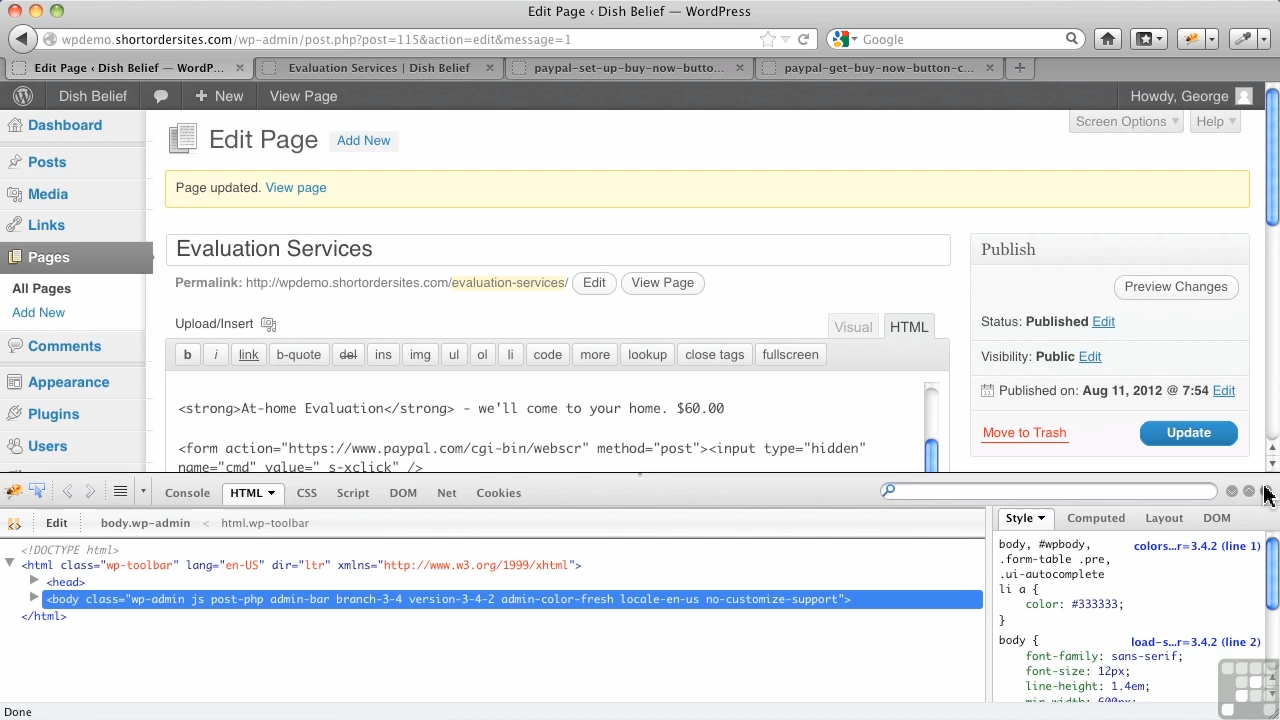 Edit Page ‹ Dish Belief — WordPress
wpdemo.shortordersites.com/wp-admin/post.php?post=115&action=edit&message=1
Google
Edit Page ‹ Dish Belief — WordP...
Evaluation Services | Dish Belief
paypal-set-up-buy-now-butto...
paypal-get-buy-now-button-c...
Dish Belief
New
View Page
Howdy, George
Dashboard
Posts
Media
Links
Pages
All Pages
Add New
Comments
Appearance
Plugins
Users
Edit Page
Add New
Screen Options
Help
Page updated. View page
Evaluation Services
Permalink: http://wpdemo.shortordersites.com/evaluation-services/ Edit View Page
Upload/Insert
Visual
HTML
b i link b-quote del ins img ul ol li code more lookup close tags fullscreen
<strong>At-home Evaluation</strong> - we'll come to your home. $60.00
<form action="https://www.paypal.com/cgi-bin/webscr" method="post"><input type="hidden"
name="cmd" value="_s-xclick" />
Publish
Preview Changes
Status: Published Edit
Visibility: Public Edit
Published on: Aug 11, 2012 @ 7:54 Edit
Move to Trash
Update
Console HTML CSS Script DOM Net Cookies
Edit body.wp-admin < html.wp-toolbar
<!DOCTYPE html>
<html class="wp-toolbar" lang="en-US" dir="ltr" xmlns="http://www.w3.org/1999/xhtml">
<head>
<body class="wp-admin js post-php admin-bar branch-3-4 version-3-4-2 admin-color-fresh locale-en-us no-customize-support">
</html>
Style Computed Layout DOM
body, #wpbody, colors...r=3.4.2 (line 1)
.form-table .pre,
.ui-autocomplete
li a {
color: #333333;
}
body { load-s...r=3.4.2 (line 2)
font-family: sans-serif;
font-size: 12px;
line-height: 1.4em;
min-width: 600px;
Done